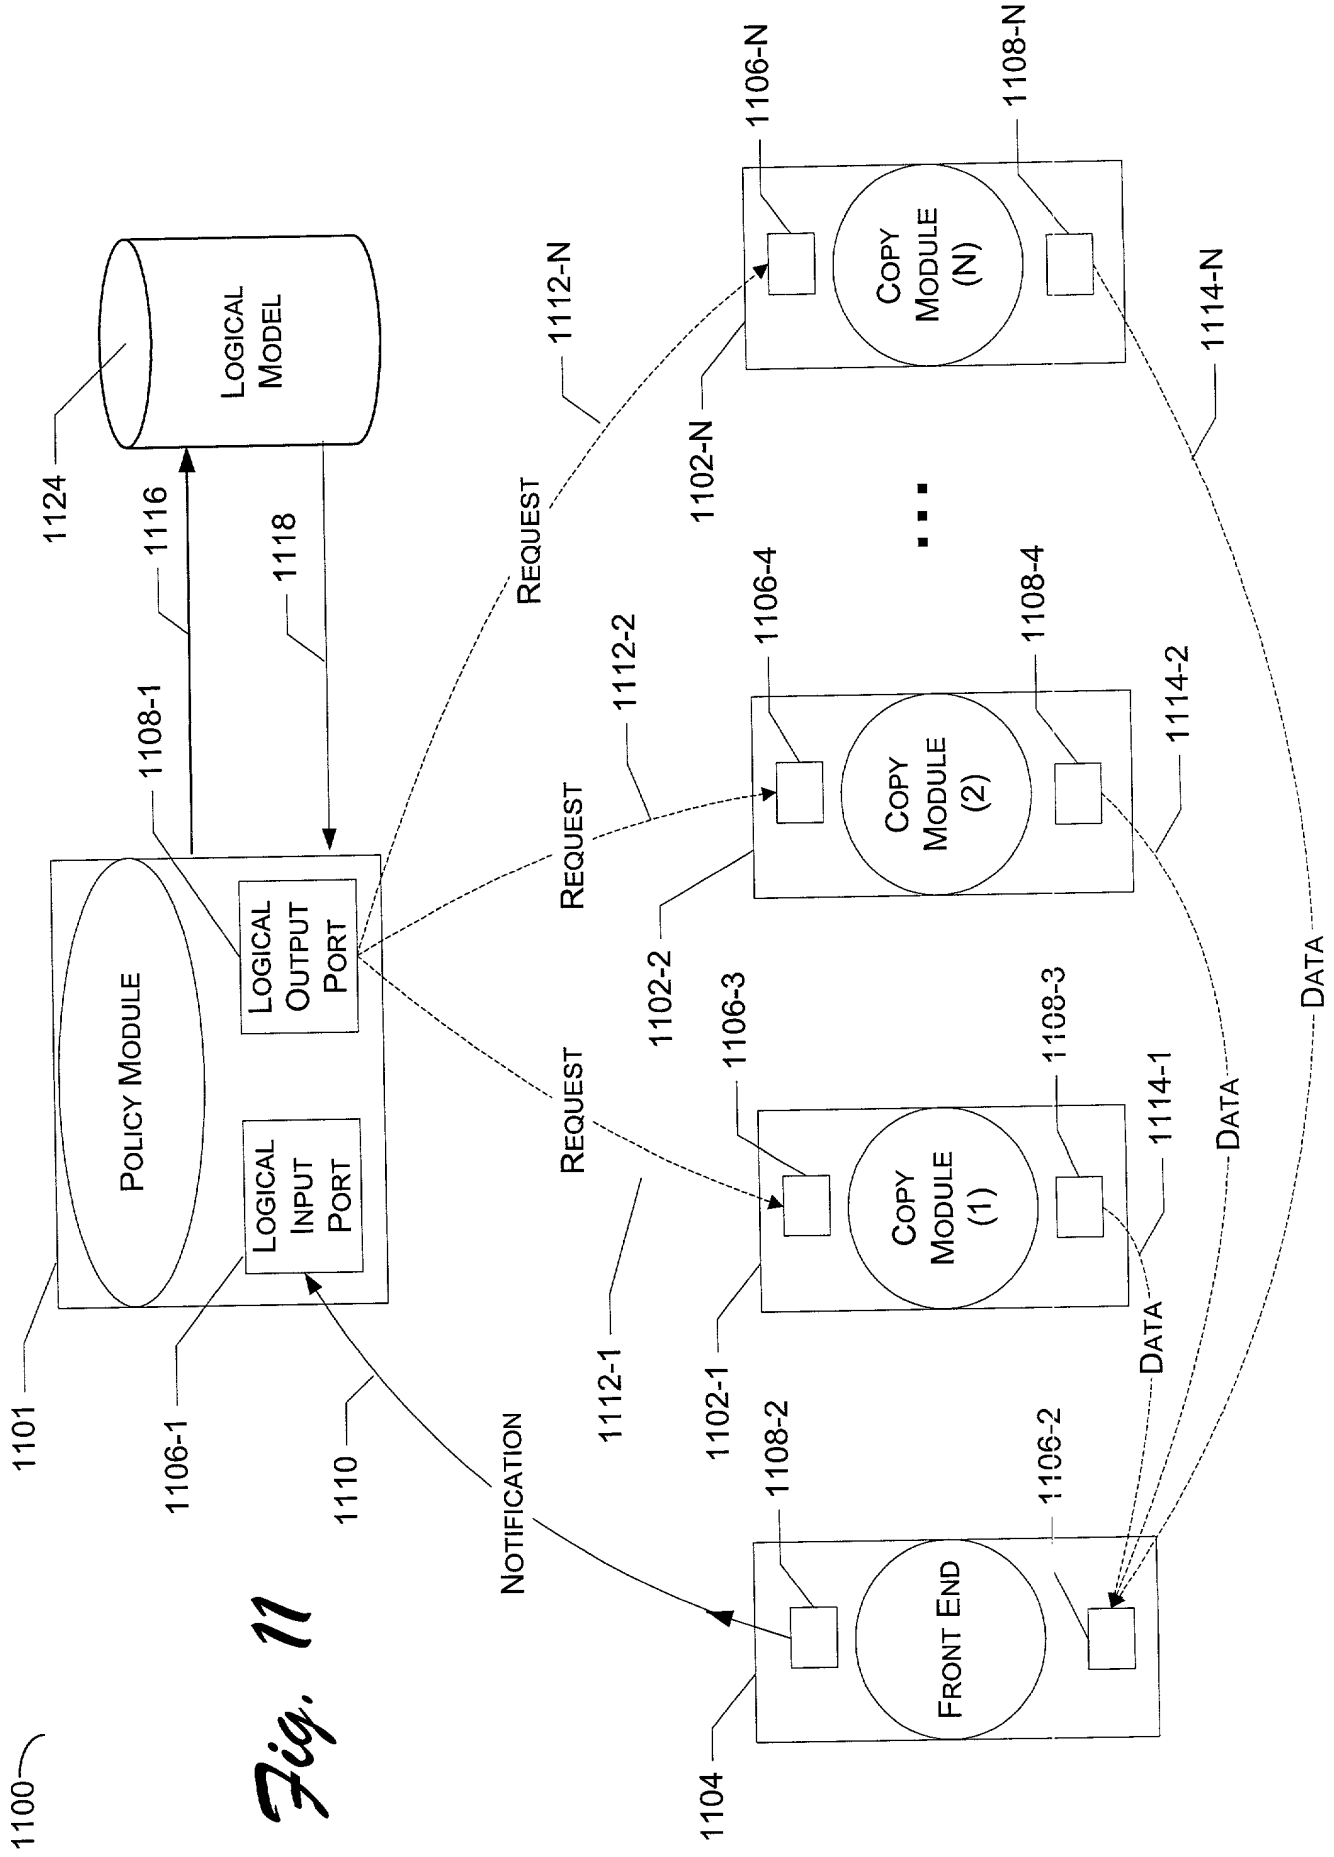 1100
Fig. 11
1101
1106-1
1110
POLICY MODULE
LOGICAL
INPUT
PORT
LOGICAL
OUTPUT
PORT
1108-1
1116
1118
1124
LOGICAL
MODEL
NOTIFICATION
REQUEST
REQUEST
REQUEST
1112-1
1112-2
1112-N
1104
1108-2
FRONT END
1106-2
1102-1
1106-3
COPY
MODULE
(1)
1108-3
1102-2
1106-4
COPY
MODULE
(2)
1108-4
...
1102-N
1106-N
COPY
MODULE
(N)
1108-N
DATA
1114-1
DATA
1114-2
DATA
1114-N